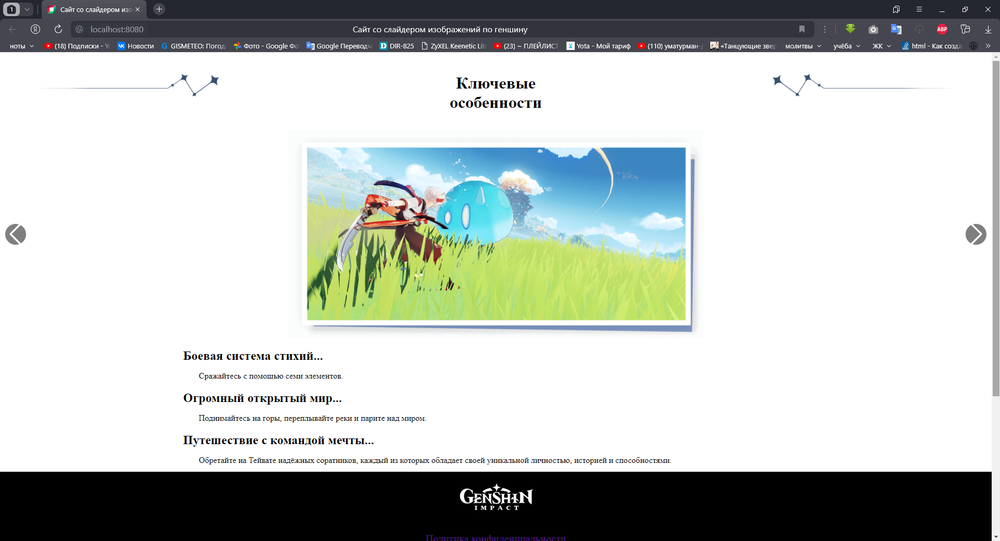 1
Сайт со слайдером изо
Я
localhost:8080
Сайт со слайдером изображений по геншину
ABP
ноты
(18) Подписки - Yo
Новости
GISMETEO: Погода
Фото - Google Фо
Google Переводч
DIR-825
ZyXEL Keenetic Lit
(23) ~ ПЛЕЙЛИСТ
Yota - Мой тариф
(110) уматурман-
«Танцующие звер
молитвы
учёба
ЖК
html - Как созда
Ключевые
особенности
Боевая система стихий...
Сражайтесь с помощью семи элементов.
Огромный открытый мир...
Поднимайтесь на горы, переплывайте реки и парите над миром.
Путешествие с командой мечты...
Обретайте на Тейвате надёжных соратников, каждый из которых обладает своей уникальной личностью, историей и способностями.
GENSHIN
IMPACT
Политика конфиденциальности